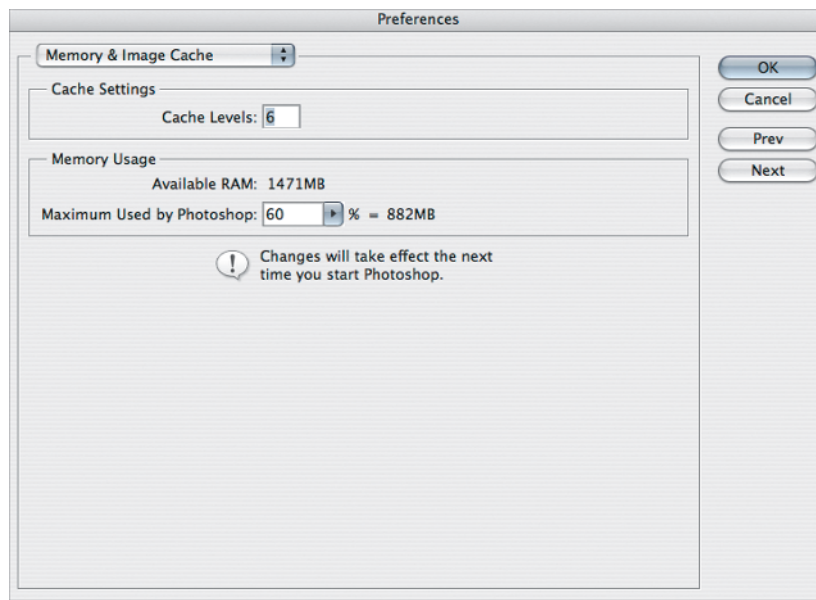 Preferences
Memory & Image Cache
OK
Cache Settings
Cancel
Cache Levels: 6
Prev
Memory Usage
Next
Available RAM: 1471MB
Maximum Used by Photoshop: 60 % = 882MB
Changes will take effect the next
time you start Photoshop.